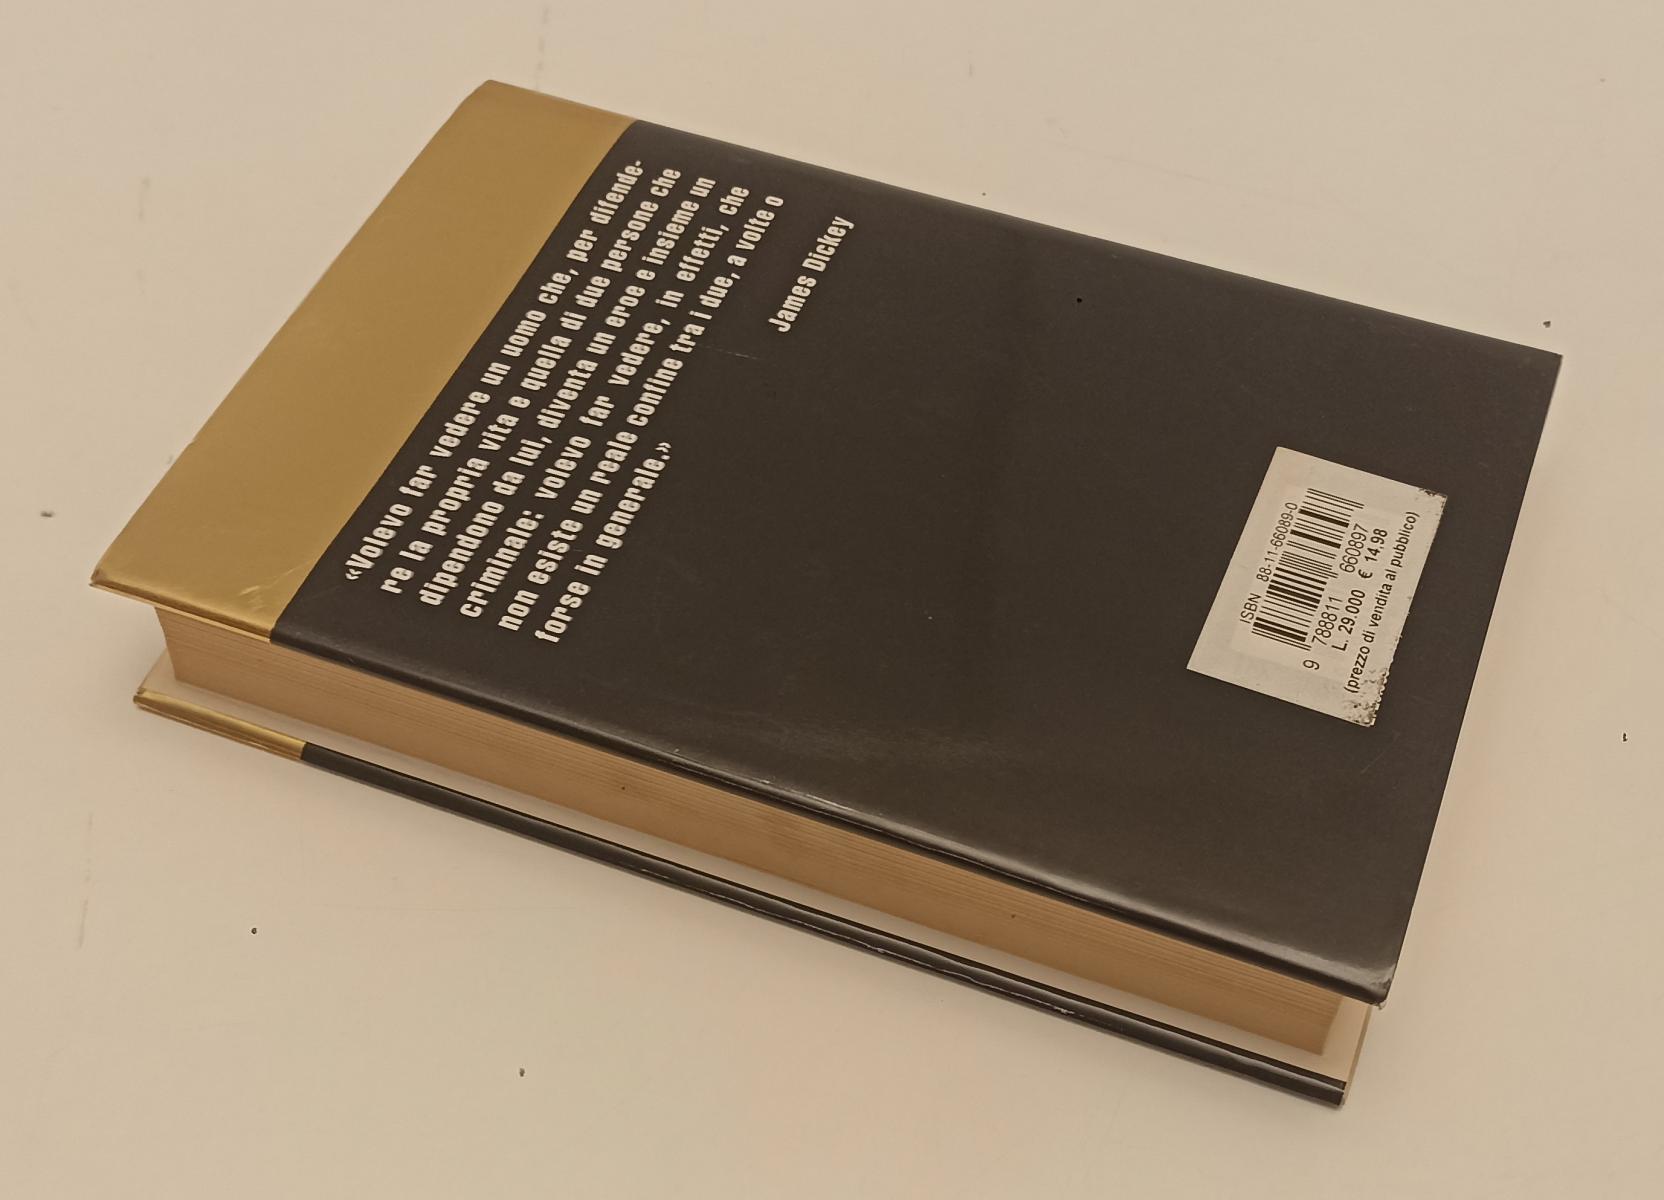 «Volevo far vedere un uomo che, per difende-
re la propria vita e quella di due persone che
dipendono da lui, diventa un eroe e insieme un
criminale: volevo far vedere, in effetti, che
non esiste un reale confine tra i due, a volte o
forse in generale.»
James Dickey
ISBN 88-11-66089-0
9 788811 660897
L. 29.000 € 14,98
(prezzo di vendita al pubblico)